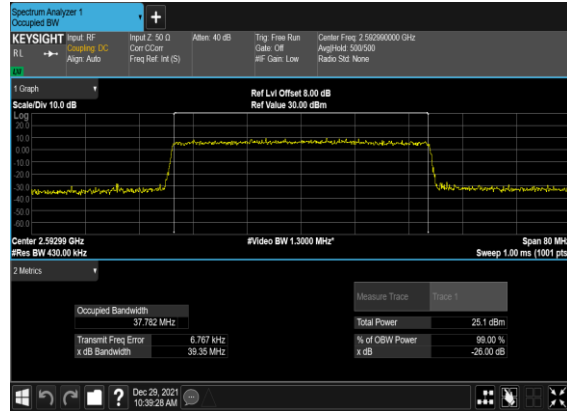 Spectrum Analyzer 1
Occupied BW
KEYSIGHT
RL
Input: RF
Coupling: DC
Align: Auto
Input Z: 50 Ω
Corr CCorr
Freq Ref: Int (S)
Atten: 40 dB
Trig: Free Run
Gate: Off
#IF Gain: Low
Center Freq: 2.592990000 GHz
Avg|Hold: 500/500
Radio Std: None
1 Graph
Scale/Div 10.0 dB
Ref Lvl Offset 8.00 dB
Ref Value 30.00 dBm
Log
20.0
10.0
0.00
-10.0
-20.0
-30.0
-40.0
-50.0
-60.0
Center 2.59299 GHz
#Res BW 430.00 kHz
#Video BW 1.3000 MHz*
Span 80 MHz
Sweep 1.00 ms (1001 pts
2 Metrics
Measure Trace
Trace 1
Occupied Bandwidth
37.782 MHz
Total Power
25.1 dBm
Transmit Freq Error
6.767 kHz
% of OBW Power
99.00 %
x dB Bandwidth
39.35 MHz
x dB
-26.00 dB
?
Dec 29, 2021
10:39:28 AM